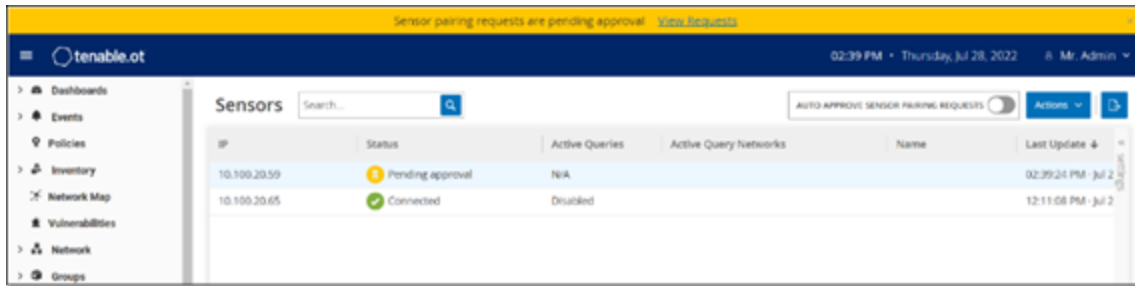 Sensor pairing requests are pending approval View Requests
tenable.ot 02:39 PM • Thursday, Jul 28, 2022 Mr. Admin
Dashboards
Events
Policies
Inventory
Network Map
Vulnerabilities
Network
Groups
Sensors Search... AUTO APPROVE SENSOR PAIRING REQUESTS Actions
IP Status Active Queries Active Query Networks Name Last Update
10.100.20.59 Pending approval N/A 02:39:24 PM - Jul 2
10.100.20.65 Connected Disabled 12:11:08 PM - Jul 2
Settings